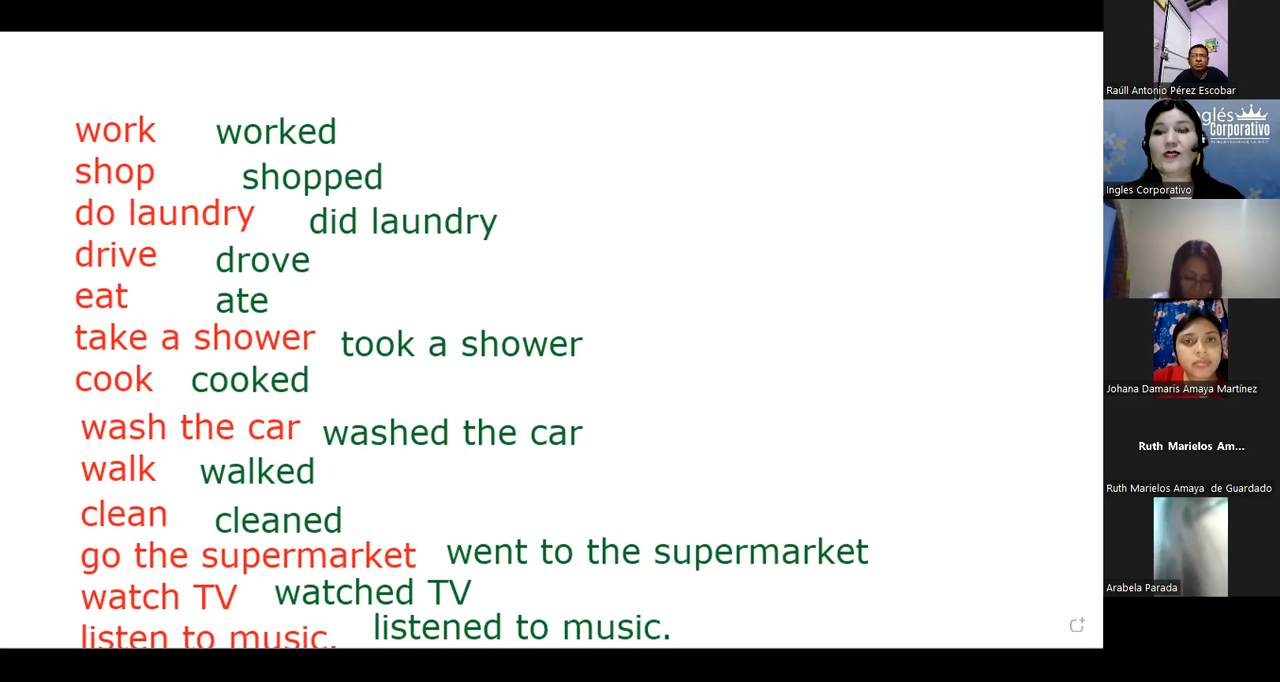 work worked
shop shopped
do laundry did laundry
drive drove
eat ate
take a shower took a shower
cook cooked
wash the car washed the car
walk walked
clean cleaned
go the supermarket went to the supermarket
watch TV watched TV
listen to music. listened to music.
Raúll Antonio Pérez Escobar
nglés
Corporativo
Ingles Corporativo
Johana Damaris Amaya Martínez
Ruth Marielos Am...
Ruth Marielos Amaya de Guardado
Arabela Parada